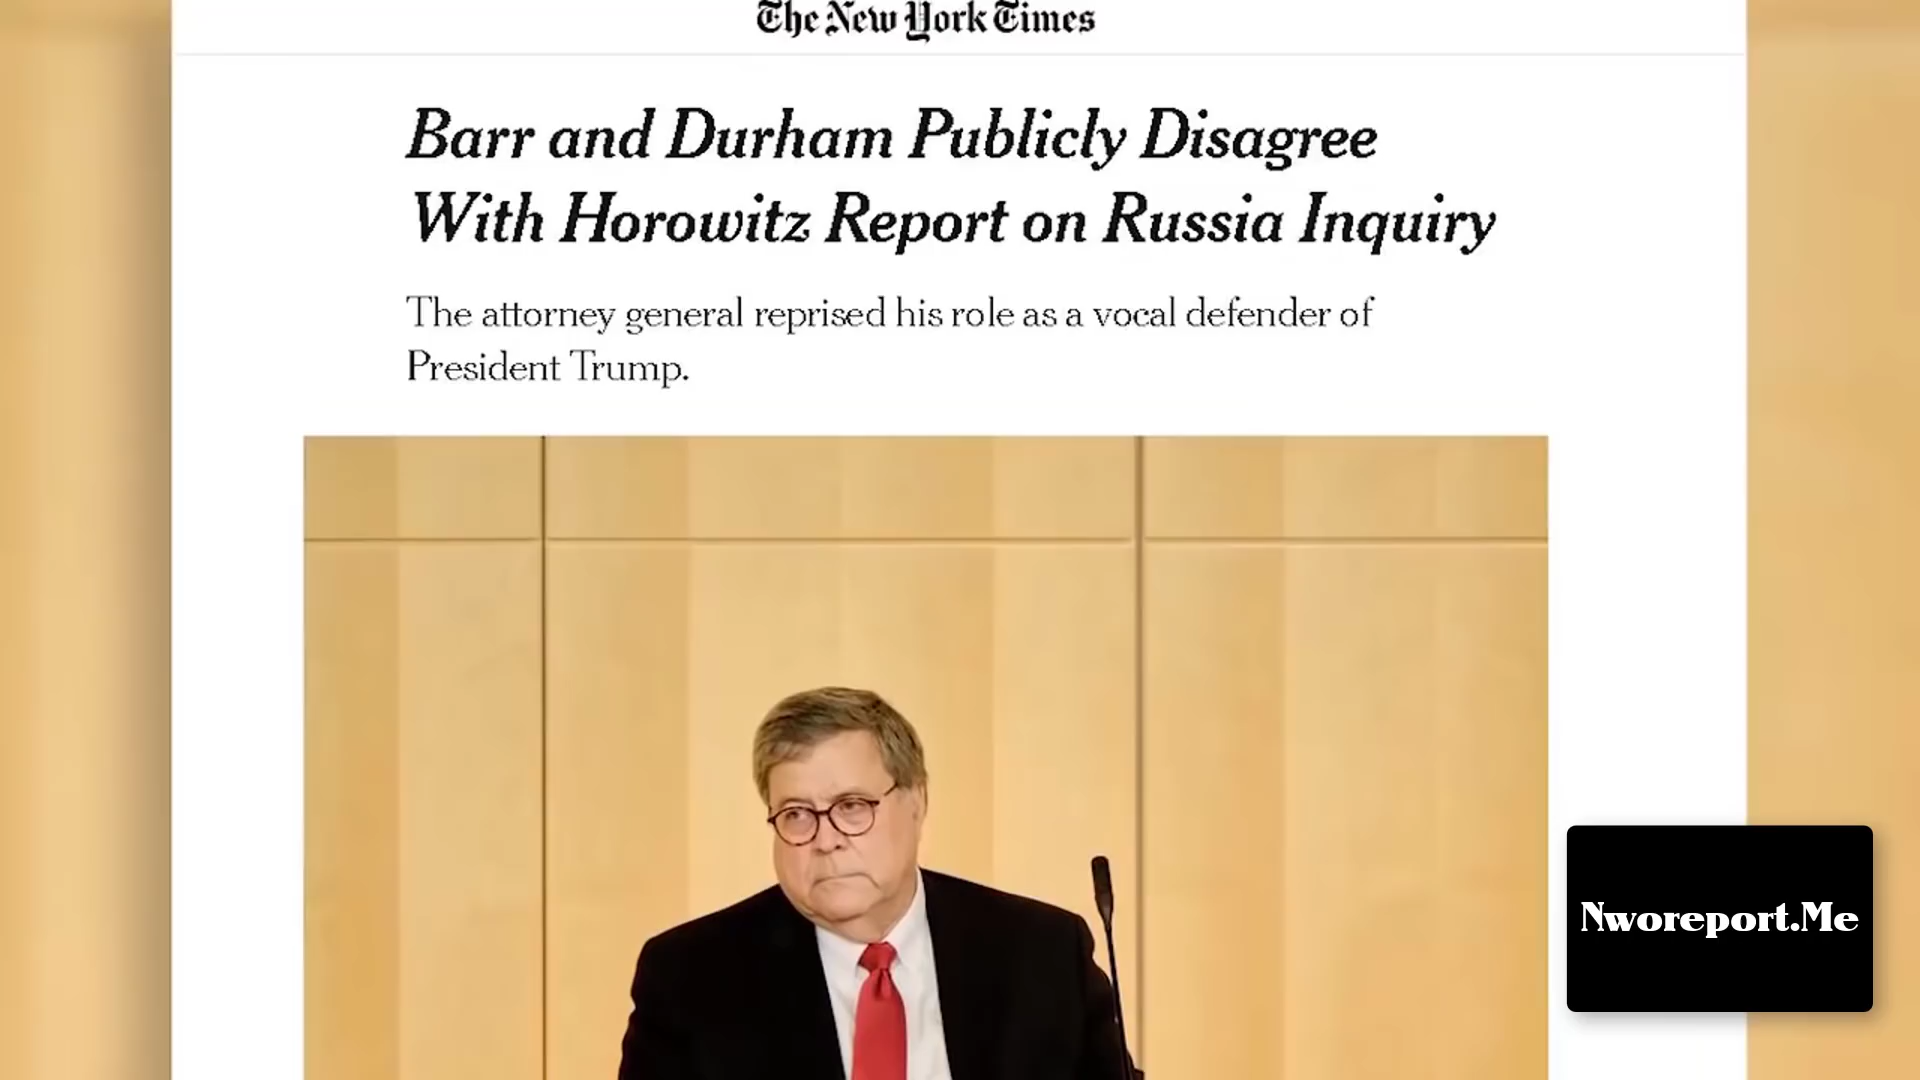 The New York Times
Barr and Durham Publicly Disagree
With Horowitz Report on Russia Inquiry
The attorney general reprised his role as a vocal defender of
President Trump.
Nworeport.Me